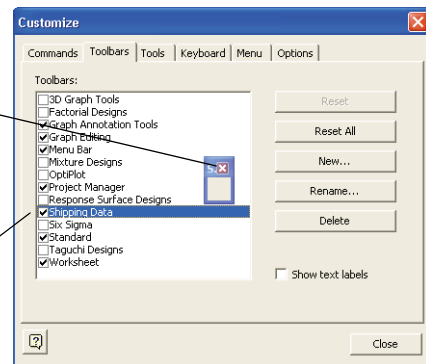 Customize
Commands Toolbars Tools Keyboard Menu Options
Toolbars:
3D Graph Tools
Factorial Designs
Graph Annotation Tools
Graph Editing
Menu Bar
Mixture Designs
OptiPlot
Project Manager
Response Surface Designs
Shipping Data
Six Sigma
Standard
Taguchi Designs
Worksheet
Reset
Reset All
New...
Rename...
Delete
Show text labels
Close